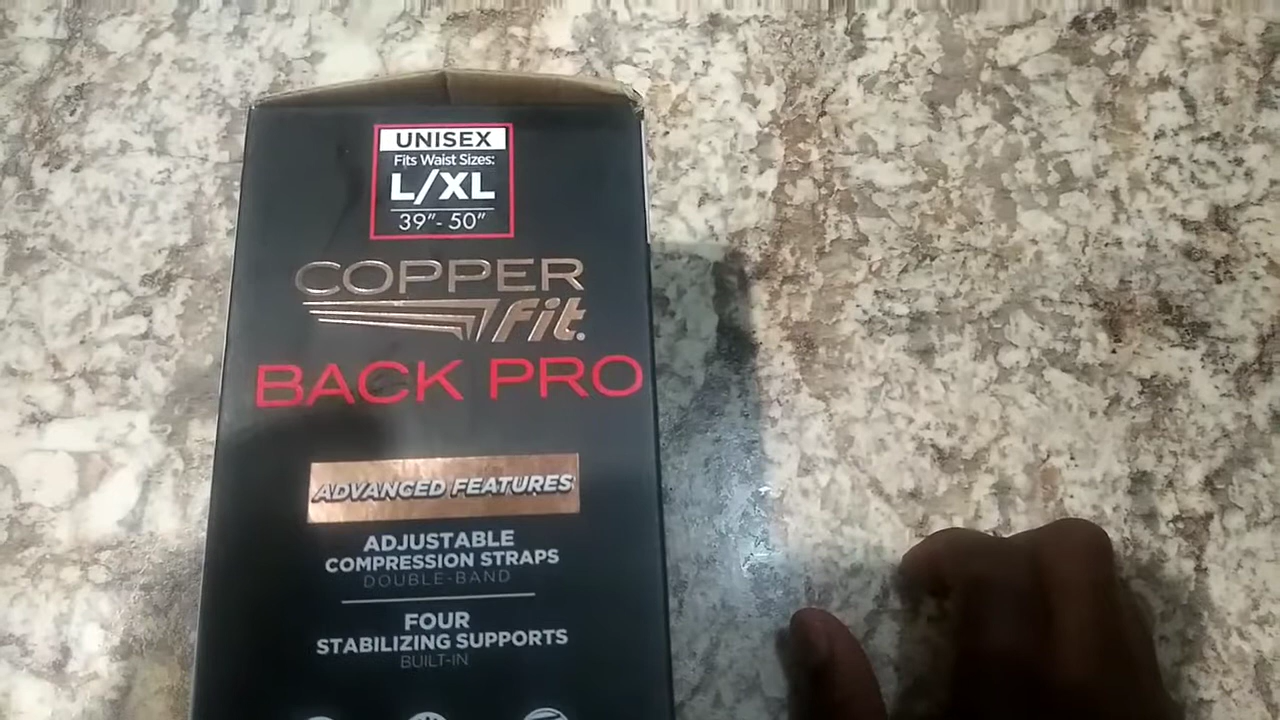 UNISEX
Fits Waist Sizes:
L/XL
39"- 50"
COPPER
fit.
BACK PRO
ADVANCED FEATURES
ADJUSTABLE
COMPRESSION STRAPS
DOUBLE-BAND
FOUR
STABILIZING SUPPORTS
BUILT-IN